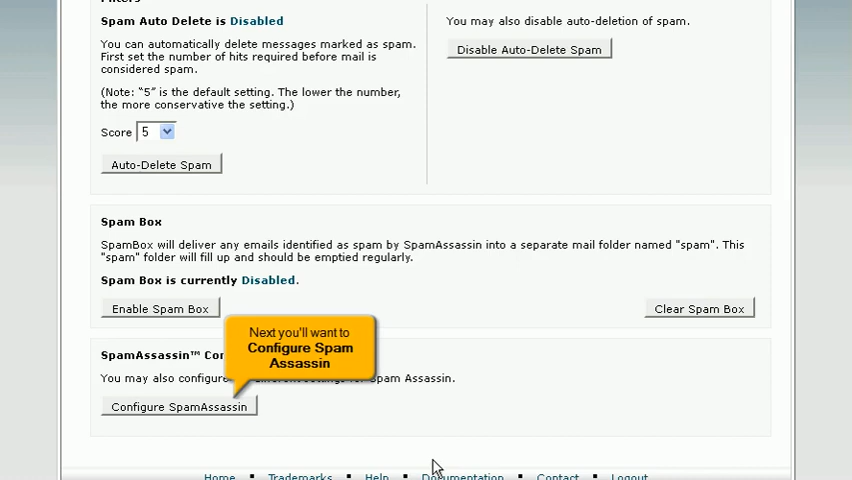 Spam Auto Delete is Disabled
You can automatically delete messages marked as spam.
First set the number of hits required before mail is
considered spam.
(Note: “5” is the default setting. The lower the number,
the more conservative the setting.)
Score 5
Auto-Delete Spam
You may also disable auto-deletion of spam.
Disable Auto-Delete Spam
Spam Box
SpamBox will deliver any emails identified as spam by SpamAssassin into a separate mail folder named "spam". This
"spam" folder will fill up and should be emptied regularly.
Spam Box is currently Disabled.
Enable Spam Box
Clear Spam Box
Next you'll want to
Configure Spam
Assassin
SpamAssassin™
You may also Spam Assassin.
Configure SpamAssassin
Home Trademarks Help Documentation Contact Logout